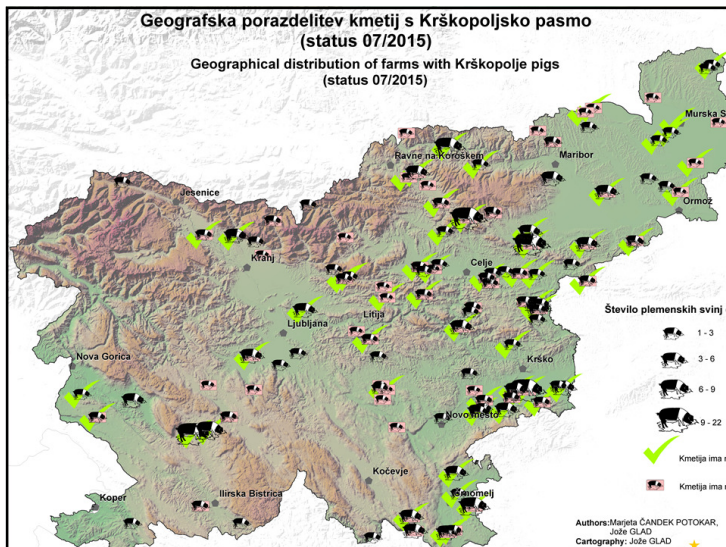 Geografska porazdelitev kmetij s Krškopoljsko pasmo
(status 07/2015)
Geographical distribution of farms with Krškopolje pigs
(status 07/2015)
Murska S
Ravne na Koroškem
Maribor
Jesenice
Ormož
Kranj
Celje
Ljubljana
Litija
Število plemenskih svinj
1 - 3
Nova Gorica
Krško
3 - 6
6 - 9
Novo mesto
9 - 22
Kmetija ima
Kočevje
Kmetija ima
Koper
Ilirska Bistrica
Črnomelj
Authors:Marjeta ČANDEK POTOKAR,
Jože GLAD
Cartography: Jože GLAD